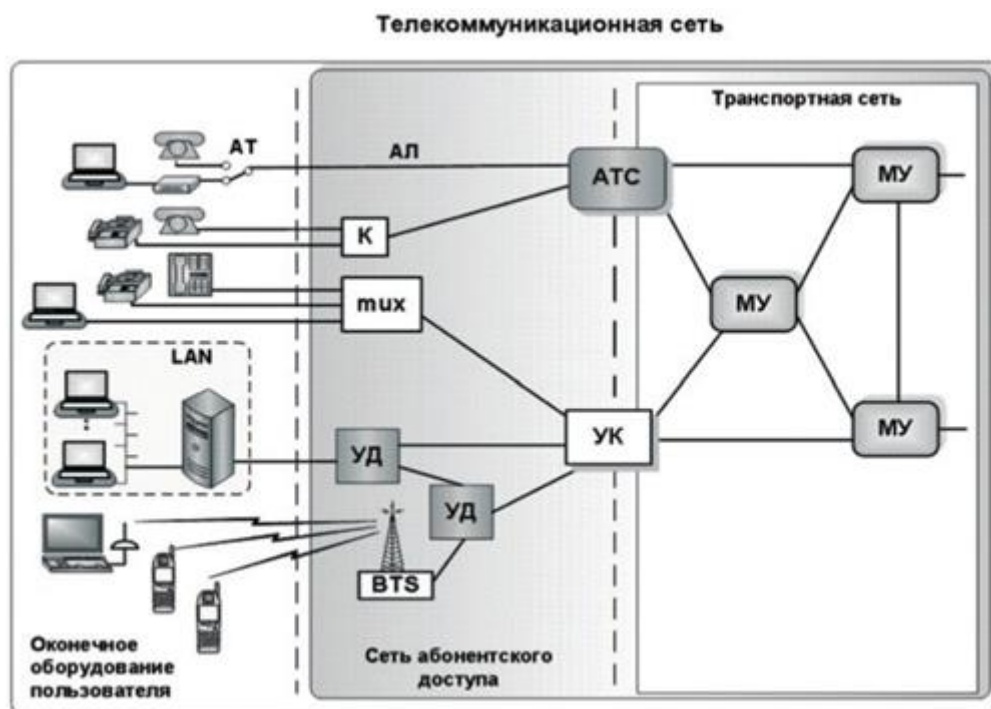 Телекоммуникационная сеть
Транспортная сеть
АТ
АЛ
АТС
МУ
К
mux
МУ
LAN
УД
УК
МУ
УД
BTS
Оконечное
оборудование
пользователя
Сеть абонентского
доступа